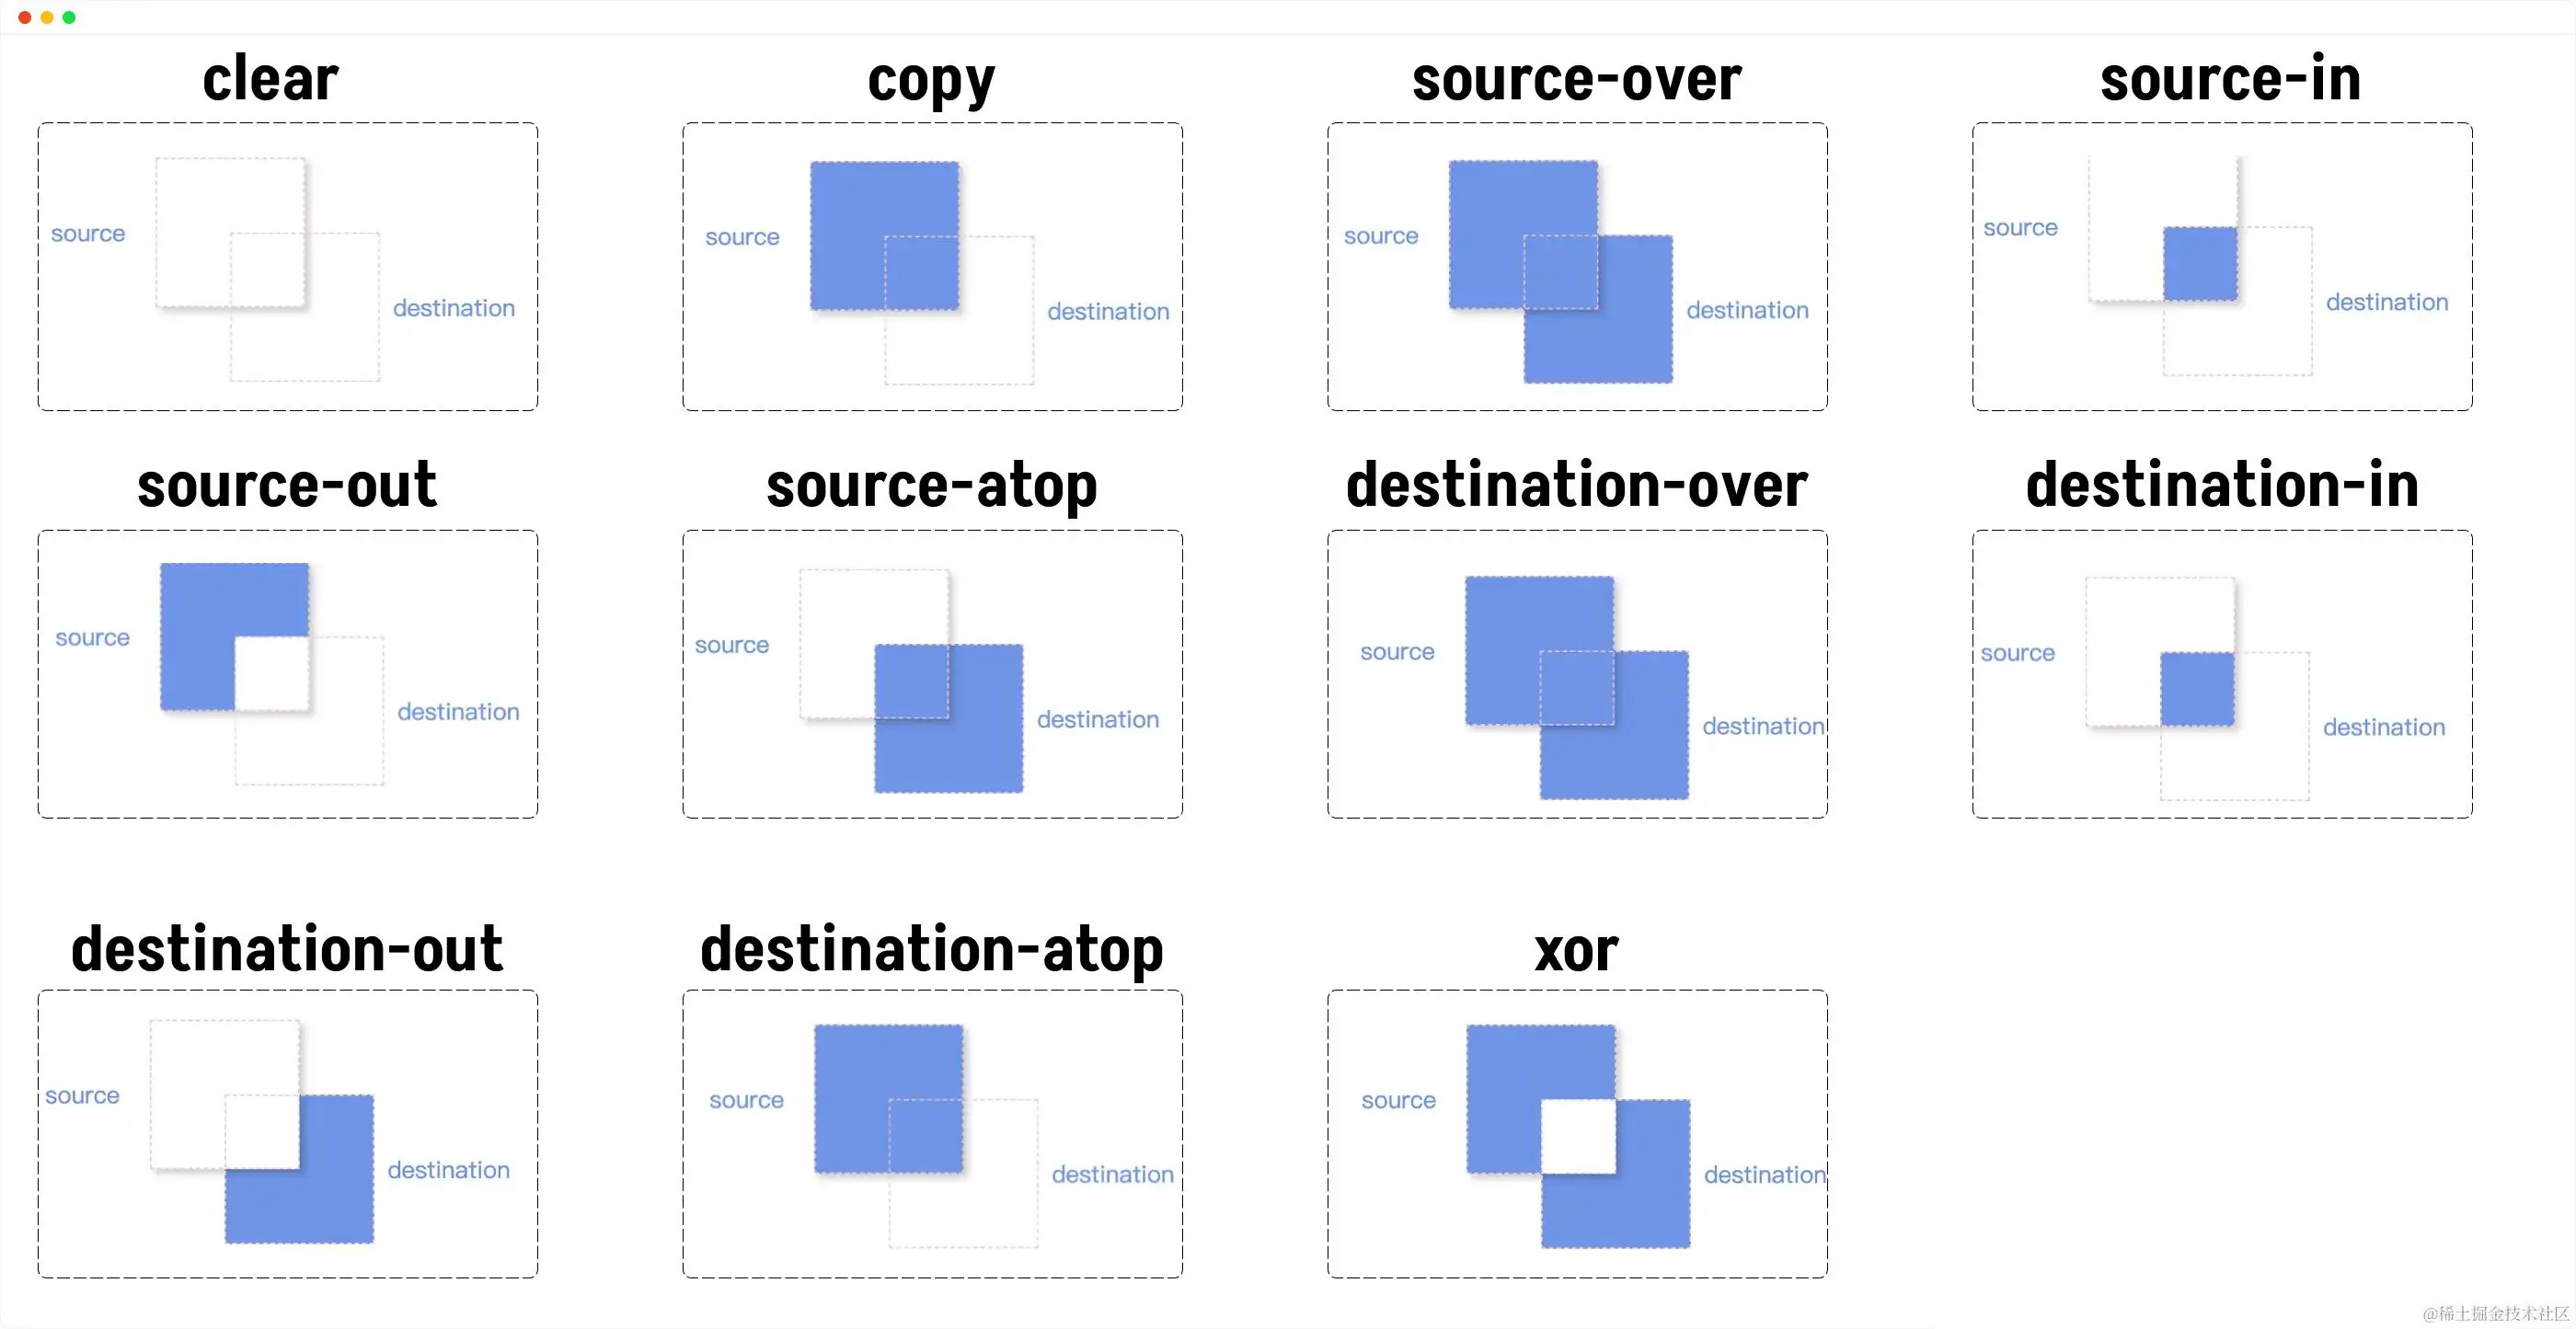 clear
copy
source-over
source-in
source
destination
source
destination
source
destination
source
destination
source-out
source-atop
destination-over
destination-in
source
destination
source
destination
source
destination
source
destination
destination-out
destination-atop
xor
source
destination
source
destination
source
destination
@稀土掘金技术社区